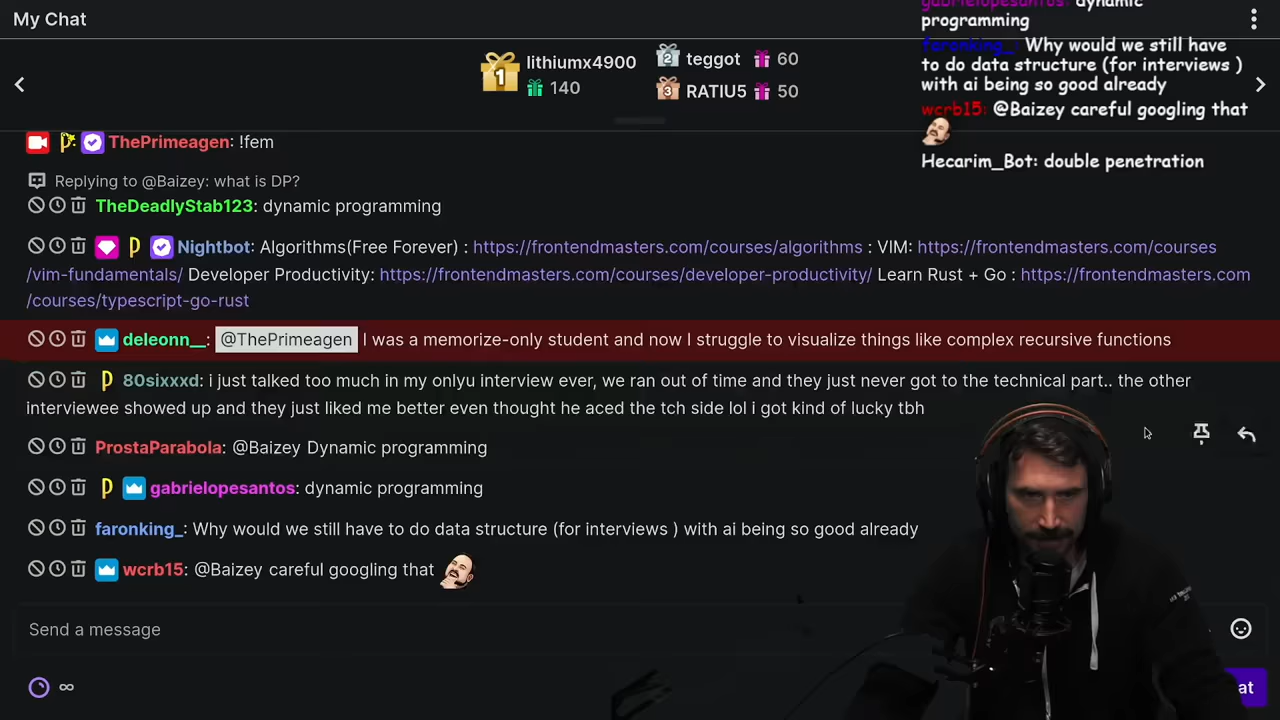 My Chat
lithiumx4900
140
teggot 60
RATIU5 50
ThePrimeagen: !fem
Replying to @Baizey: what is DP?
TheDeadlyStab123: dynamic programming
Nightbot: Algorithms(Free Forever) : https://frontendmasters.com/courses/algorithms : VIM: https://frontendmasters.com/courses
/vim-fundamentals/ Developer Productivity: https://frontendmasters.com/courses/developer-productivity/ Learn Rust + Go : https://frontendmasters.com
/courses/typescript-go-rust
deleonn__: @ThePrimeagen I was a memorize-only student and now I struggle to visualize things like complex recursive functions
80sixxxd: i just talked too much in my onlyu interview ever, we ran out of time and they just never got to the technical part.. the other
interviewee showed up and they just liked me better even thought he aced the tch side lol i got kind of lucky tbh
ProstaParabola: @Baizey Dynamic programming
gabrielopesantos: dynamic programming
faronking_: Why would we still have to do data structure (for interviews ) with ai being so good already
wcrb15: @Baizey careful googling that
Send a message
∞
at
gabrielopesantos: dynamic
programming
faronking_: Why would we still have
to do data structure (for interviews )
with ai being so good already
wcrb15: @Baizey careful googling that
Hecarim_Bot: double penetration